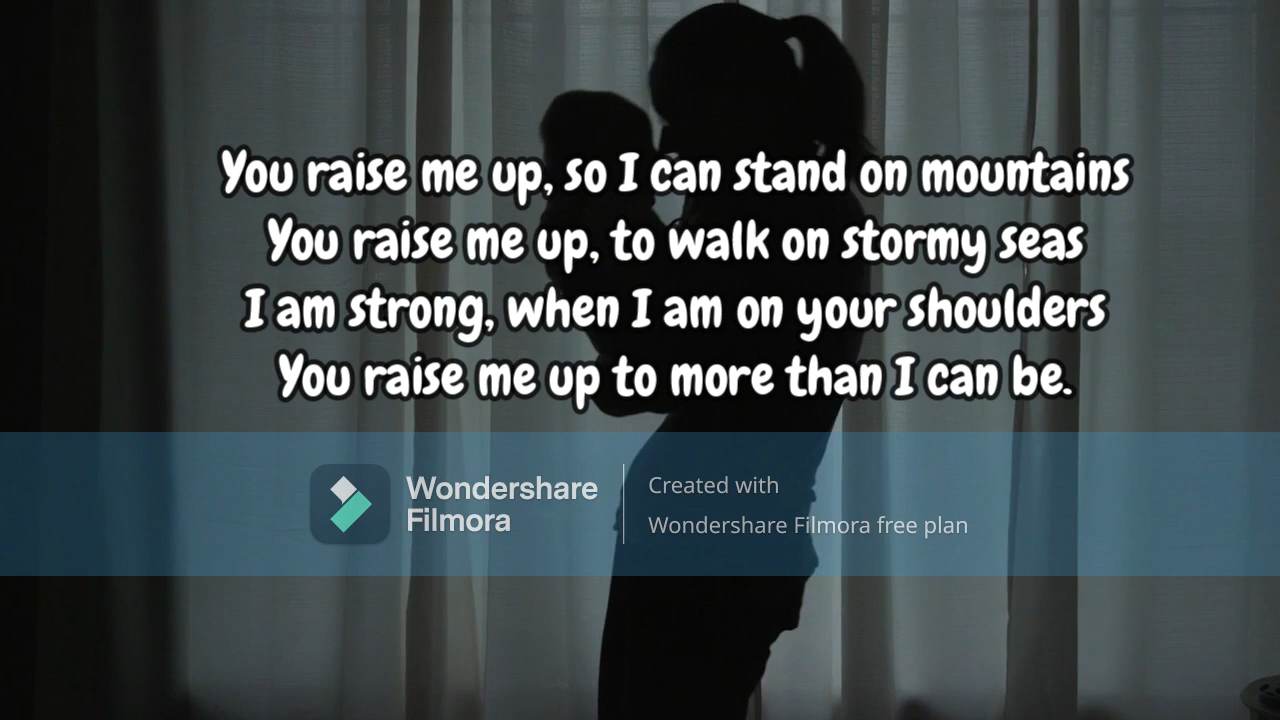 You raise me up, so I can stand on mountains
You raise me up, to walk on stormy seas
I am strong, when I am on your shoulders
You raise me up to more than I can be.
Wondershare
Filmora
Created with
Wondershare Filmora free plan